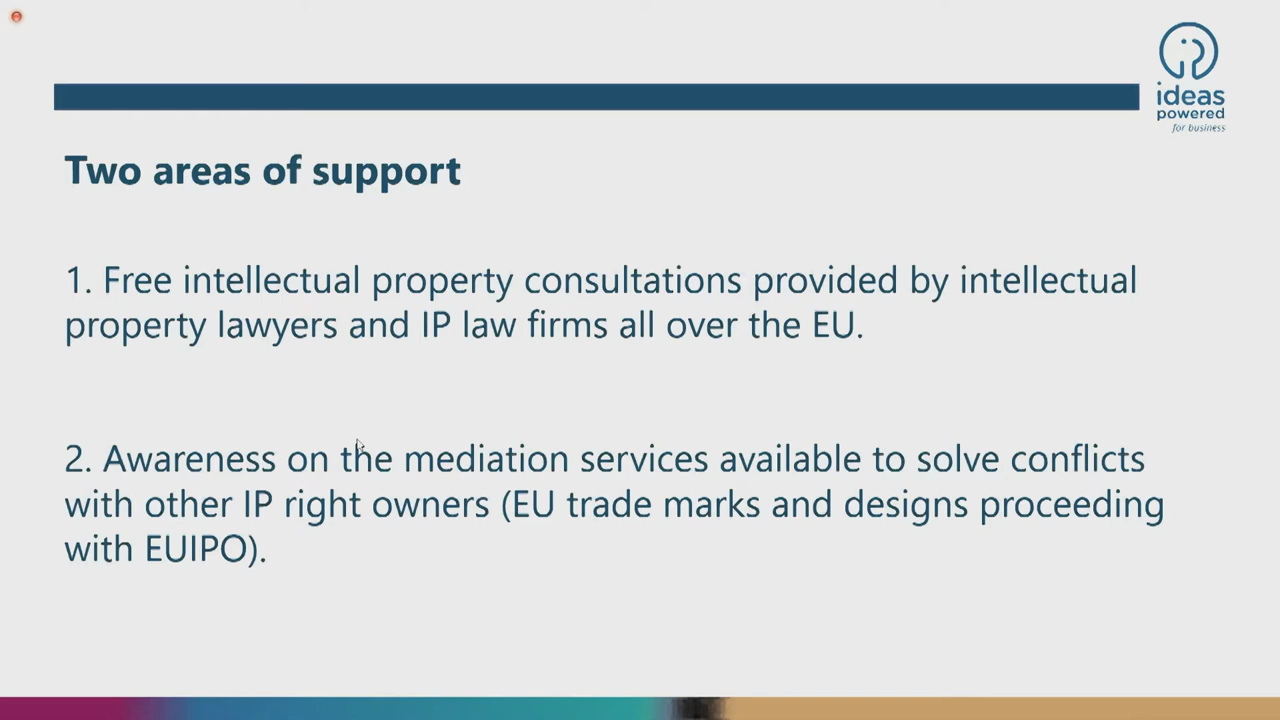 ideas
powered
for business
Two areas of support
1. Free intellectual property consultations provided by intellectual
property lawyers and IP law firms all over the EU.
2. Awareness on the mediation services available to solve conflicts
with other IP right owners (EU trade marks and designs proceeding
with EUIPO).